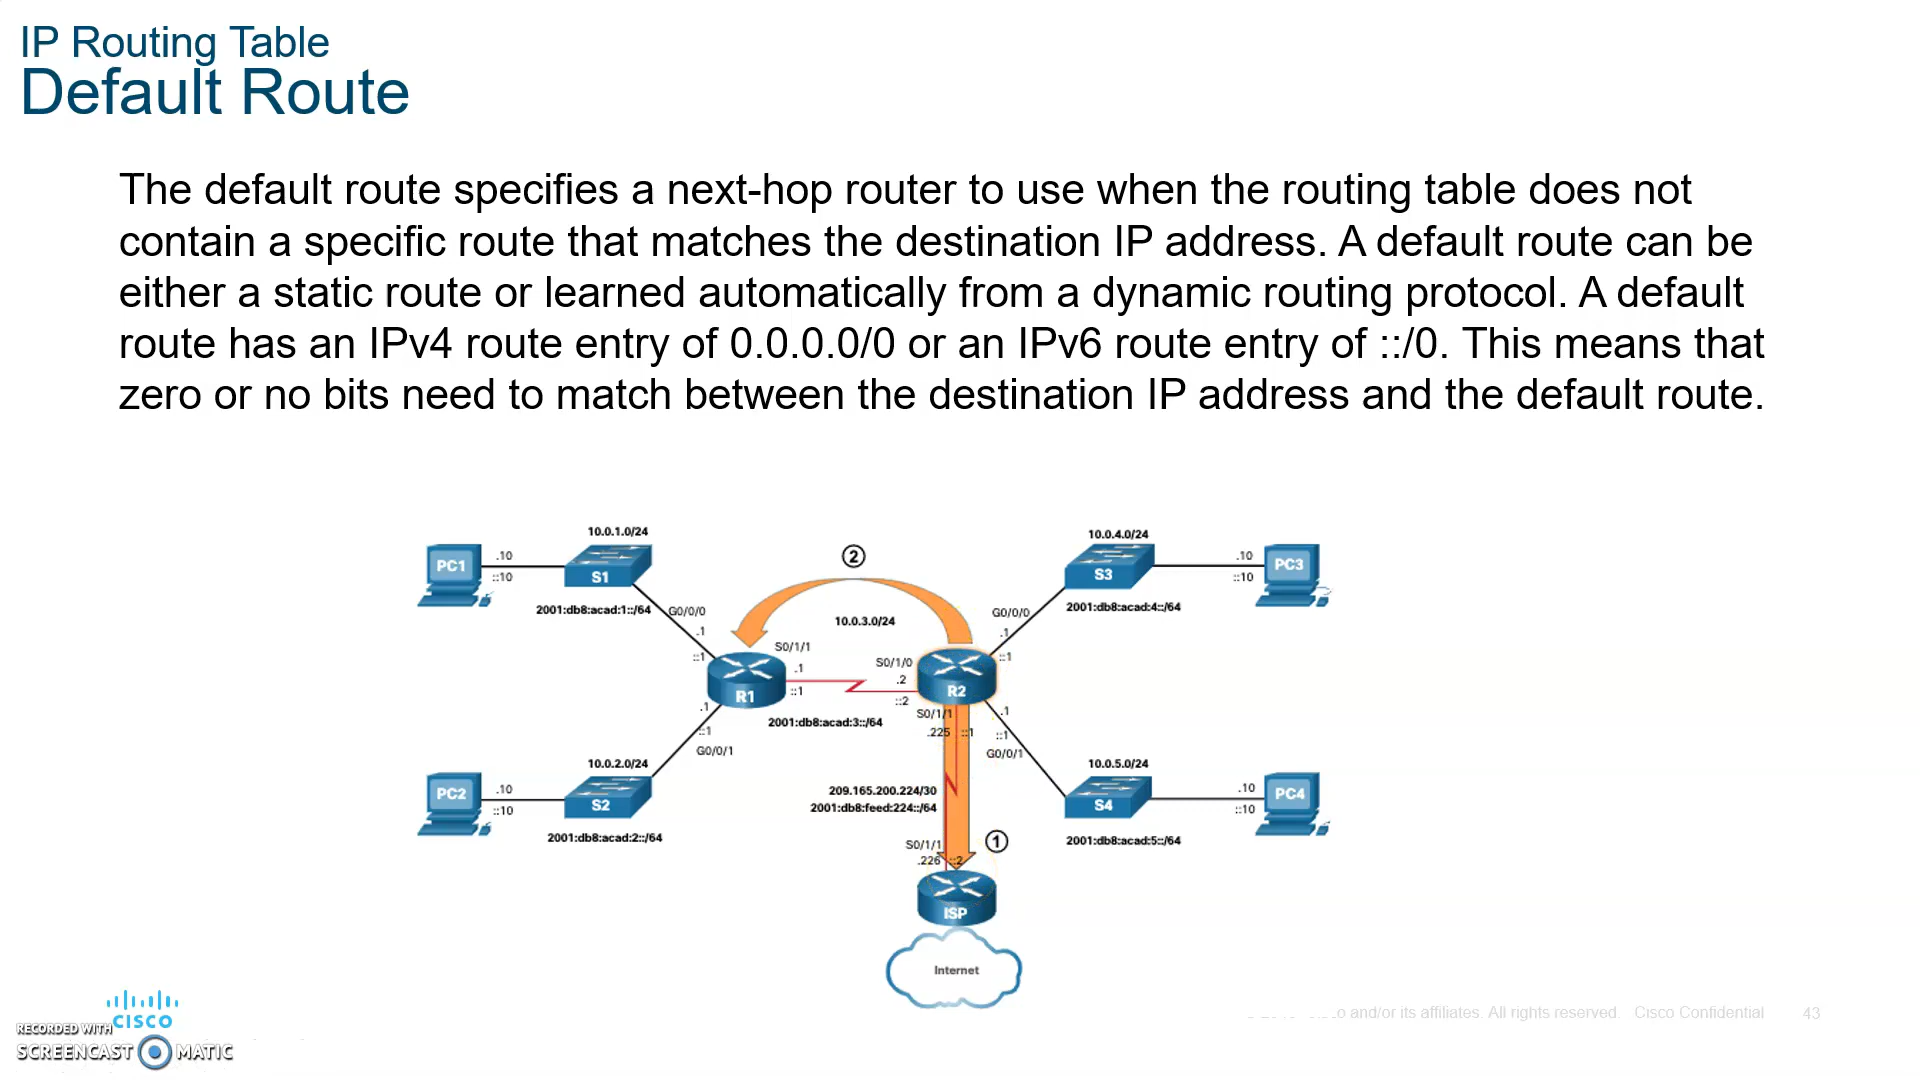 IP Routing Table
Default Route
The default route specifies a next-hop router to use when the routing table does not
contain a specific route that matches the destination IP address. A default route can be
either a static route or learned automatically from a dynamic routing protocol. A default
route has an IPv4 route entry of 0.0.0.0/0 or an IPv6 route entry of ::/0. This means that
zero or no bits need to match between the destination IP address and the default route.
10.0.1.0/24
10.0.4.0/24
PC1
.10
::10
S1
②
S3
.10
::10
PC3
2001:db8:acad:1::/64
G0/0/0
.1
::1
10.0.3.0/24
G0/0/0
.1
::1
2001:db8:acad:4::/64
S0/1/1
.1
::1
S0/1/0
.2
::2
R1
R2
2001:db8:acad:3::/64
.1
::1
G0/0/1
S0/1/1
.225
::1
.1
::1
G0/0/1
10.0.2.0/24
10.0.5.0/24
PC2
.10
::10
S2
209.165.200.224/30
2001:db8:feed:224::/64
S4
.10
::10
PC4
2001:db8:acad:2::/64
S0/1/1
.226
::2
①
2001:db8:acad:5::/64
ISP
Internet
and/or its affiliates. All rights reserved. Cisco Confidential
43
CISCO
RECORDED WITH
SCREENCAST MATIC